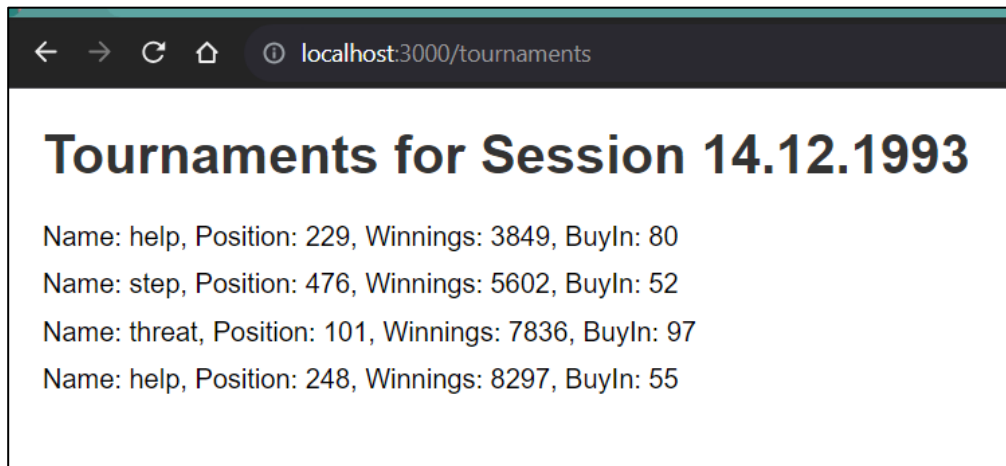 localhost:3000/tournaments
Tournaments for Session 14.12.1993
Name: help, Position: 229, Winnings: 3849, BuyIn: 80
Name: step, Position: 476, Winnings: 5602, BuyIn: 52
Name: threat, Position: 101, Winnings: 7836, BuyIn: 97
Name: help, Position: 248, Winnings: 8297, BuyIn: 55